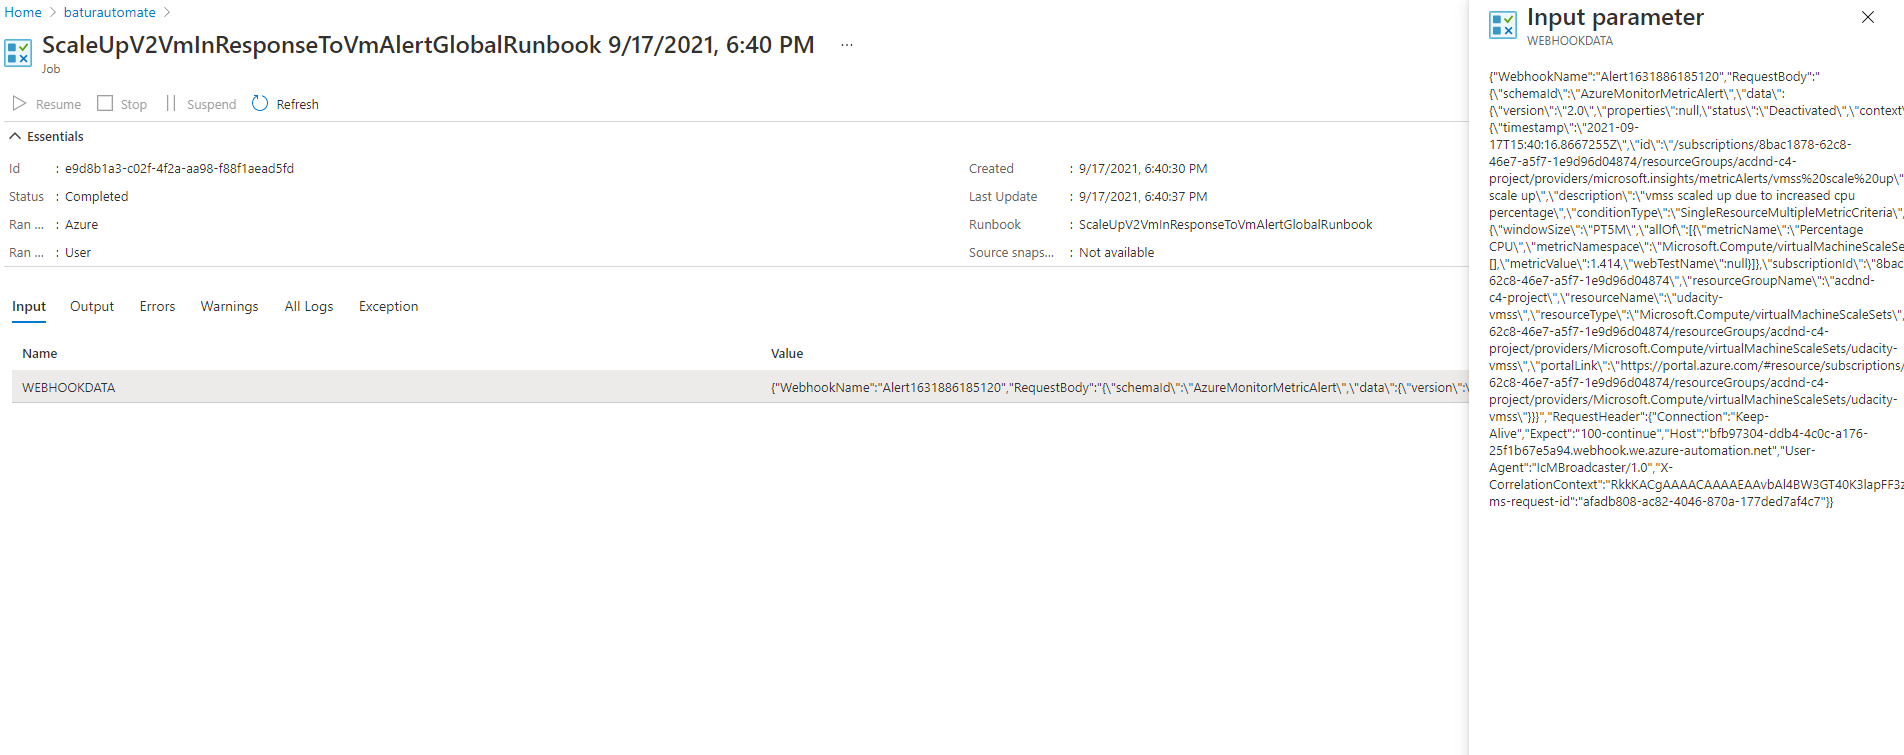 Home > baturautomate >
ScaleUpV2VmInResponseToVmAlertGlobalRunbook 9/17/2021, 6:40 PM ...
Job
Resume Stop Suspend Refresh
Essentials
Id : e9d8b1a3-c02f-4f2a-aa98-f88f1aead5fd
Status : Completed
Ran ... : Azure
Ran ... : User
Created : 9/17/2021, 6:40:30 PM
Last Update : 9/17/2021, 6:40:37 PM
Runbook : ScaleUpV2VmInResponseToVmAlertGlobalRunbook
Source snaps... : Not available
Input Output Errors Warnings All Logs Exception
Name Value
WEBHOOKDATA {"WebhookName":"Alert1631886185120","RequestBody":"{\"schemaId\":\"AzureMonitorMetricAlert\",\"data\":{\"version\":\
Input parameter
WEBHOOKDATA
{"WebhookName":"Alert1631886185120","RequestBody":"
{\"schemaId\":\"AzureMonitorMetricAlert\",\"data\":
{\"version\":\"2.0\",\"properties\":null,\"status\":\"Deactivated\",\"context\
{\"timestamp\":\"2021-09-
17T15:40:16.8667255Z\",\"id\":\"/subscriptions/8bac1878-62c8-
46e7-a5f7-1e9d96d04874/resourceGroups/acdnd-c4-
project/providers/microsoft.insights/metricAlerts/vmss%20scale%20up\"
scale up\",\"description\":\"vmss scaled up due to increased cpu
percentage\",\"conditionType\":\"SingleResourceMultipleMetricCriteria\",
{\"windowSize\":\"PT5M\",\"allOf\":[{\"metricName\":\"Percentage
CPU\",\"metricNamespace\":\"Microsoft.Compute/virtualMachineScaleSe
[],\"metricValue\":1.414,\"webTestName\":null}]},\"subscriptionId\":\"8bac
62c8-46e7-a5f7-1e9d96d04874\",\"resourceGroupName\":\"acdnd-
c4-project\",\"resourceName\":\"udacity-
vmss\",\"resourceType\":\"Microsoft.Compute/virtualMachineScaleSets\",
62c8-46e7-a5f7-1e9d96d04874/resourceGroups/acdnd-c4-
project/providers/Microsoft.Compute/virtualMachineScaleSets/udacity-
vmss\",\"portalLink\":\"https://portal.azure.com/#resource/subscriptions/
62c8-46e7-a5f7-1e9d96d04874/resourceGroups/acdnd-c4-
project/providers/Microsoft.Compute/virtualMachineScaleSets/udacity-
vmss\"}}}","RequestHeader":{"Connection":"Keep-
Alive","Expect":"100-continue","Host":"bfb97304-ddb4-4c0c-a176-
25f1b67e5a94.webhook.we.azure-automation.net","User-
Agent":"IcMBroadcaster/1.0","X-
CorrelationContext":"RkkKACgAAAACAAAAEAAvbAl4BW3GT40K3lapFF3z
ms-request-id":"afadb808-ac82-4046-870a-177ded7af4c7"}}